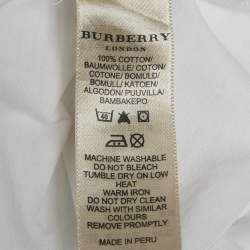 BURBERRY
LONDON
100% COTTON/
BAUMWOLLE/ COTON/
COTONE/ BOMULD/
BOMULL/ KATOEN/
ALGODON/ PUUVILLA/
BAMBAKEPO
40
MACHINE WASHABLE
DO NOT BLEACH
TUMBLE DRY ON LOW
HEAT
WARM IRON
DO NOT DRY CLEAN
WASH WITH SIMILAR
COLOURS
REMOVE PROMPTLY
MADE IN PERU